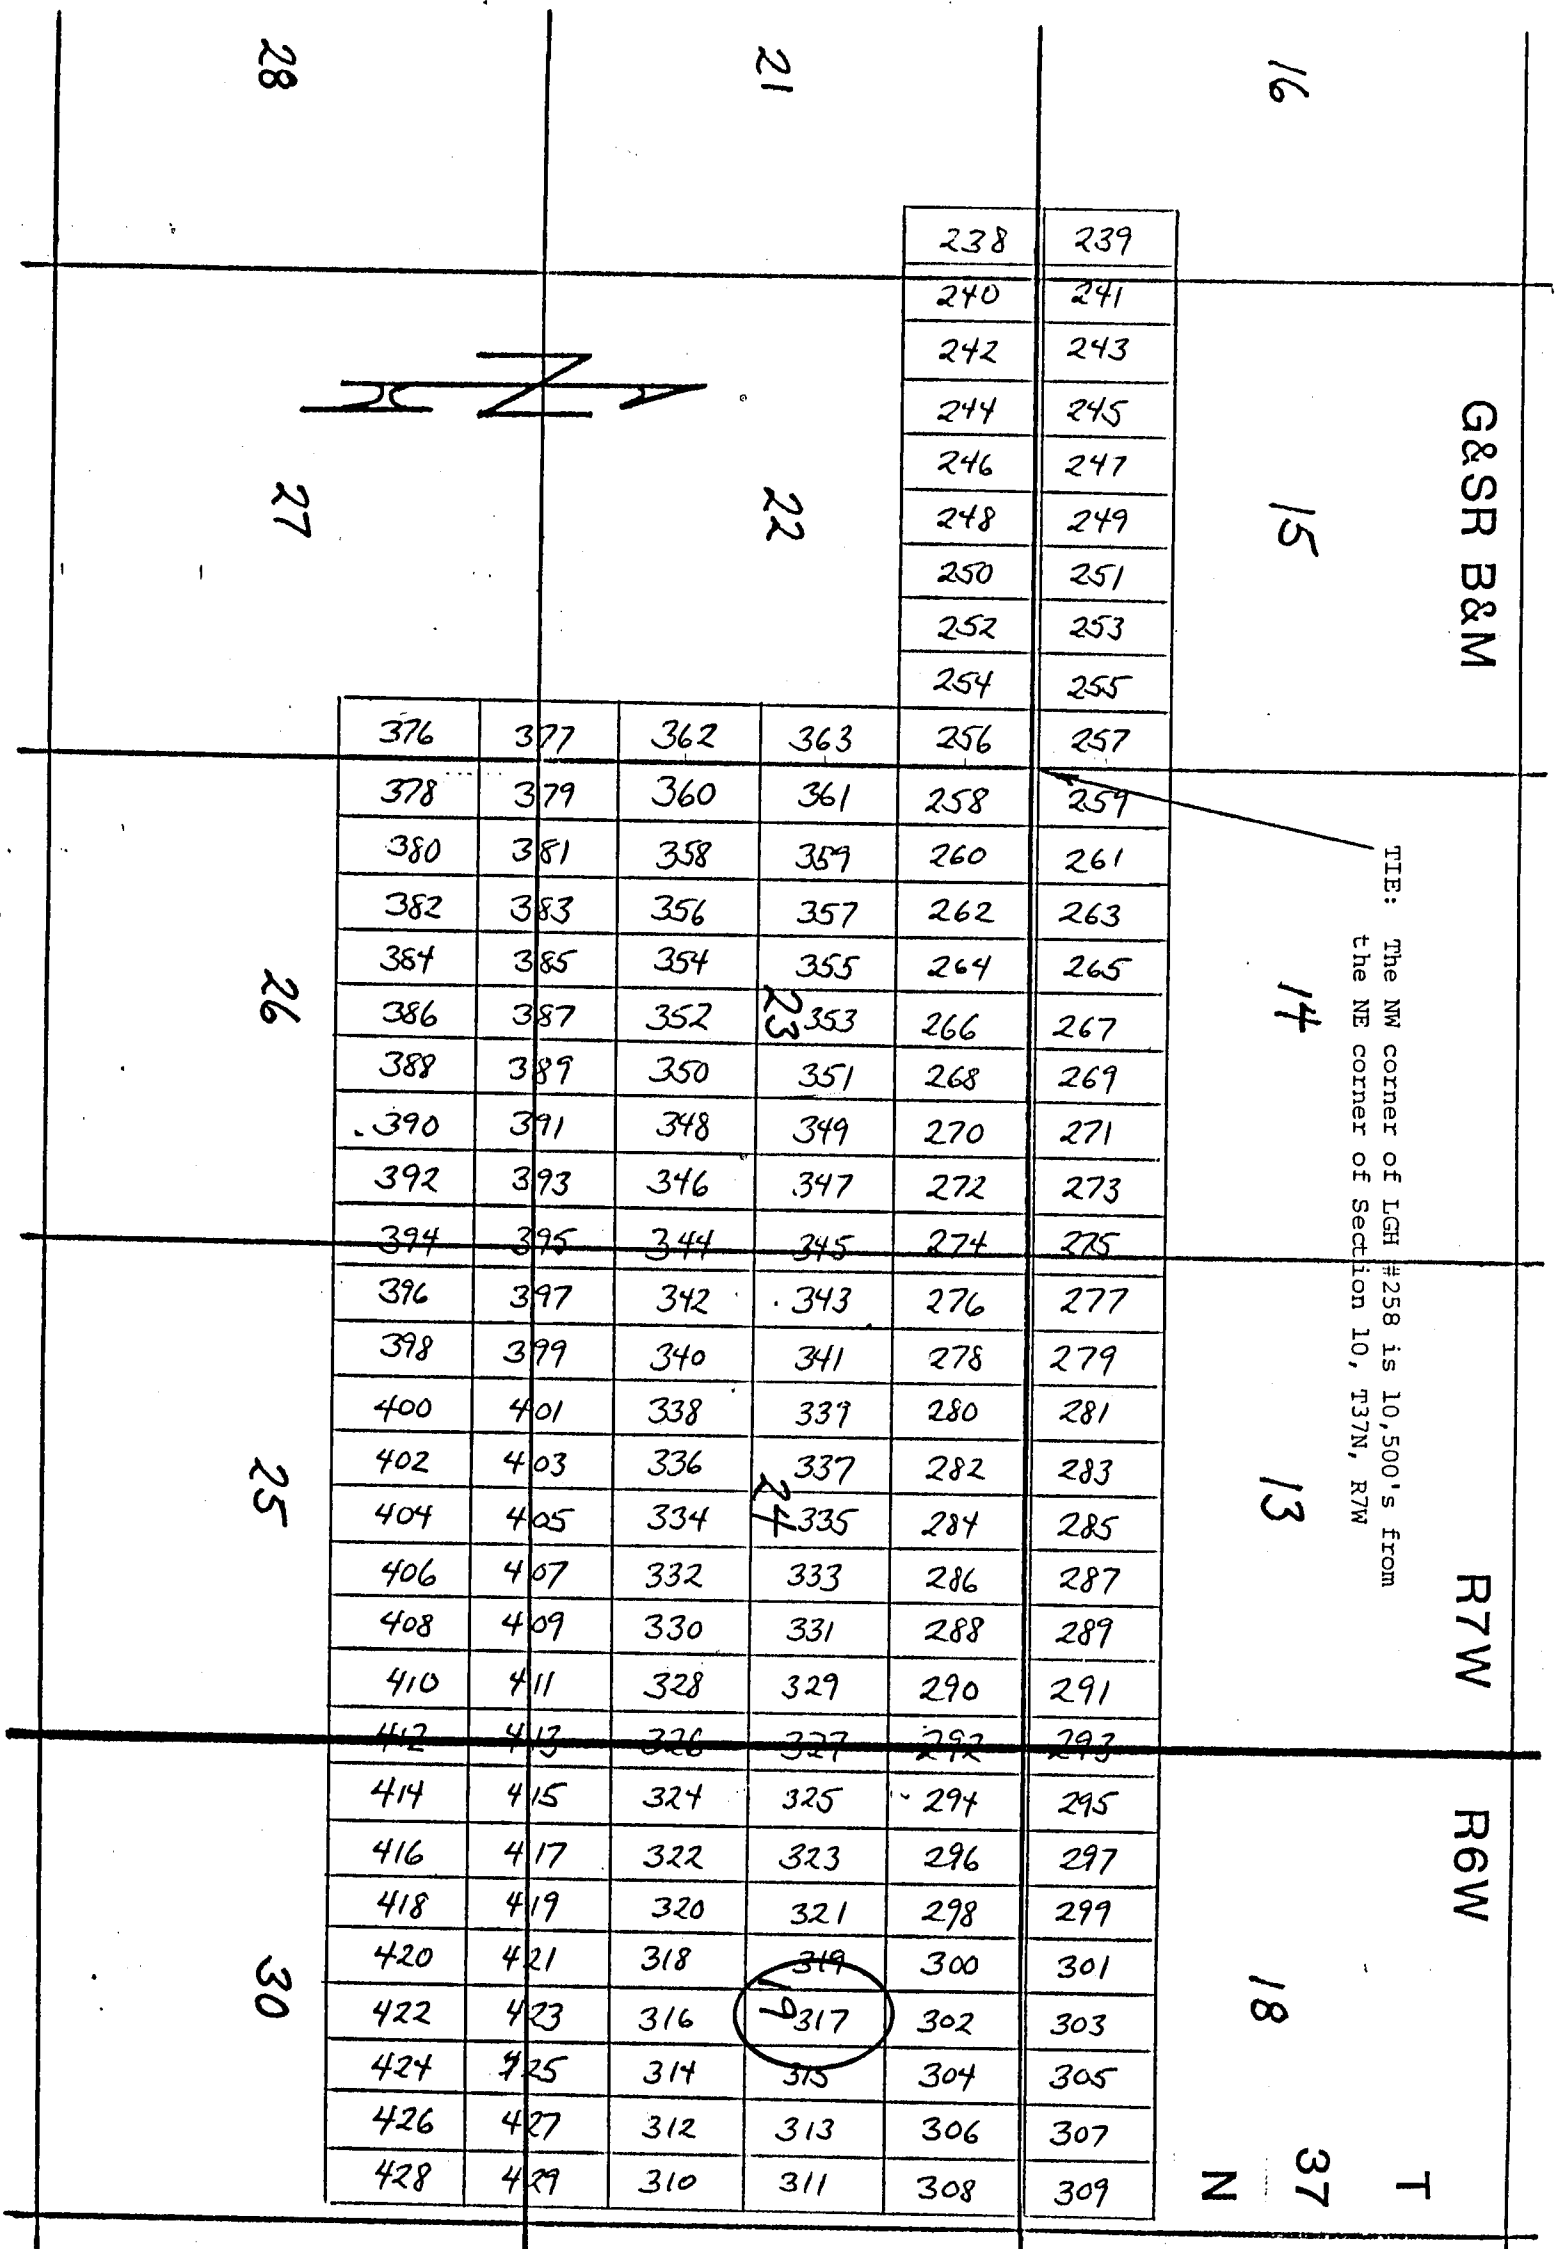 G&SR B&M
R7W
R6W
T
37
N
TIE: The NW corner of LGH #258 is 10,500's from
the NE corner of Section 10, T37N, R7W
16
15
14
13
18
21
22
23
24
19
28
27
26
25
30
N
238 239
240 241
242 243
244 245
246 247
248 249
250 251
252 253
254 255
376 377 362 363 256 257
378 379 360 361 258 259
380 381 358 359 260 261
382 383 356 357 262 263
384 385 354 355 264 265
386 387 352 353 266 267
388 389 350 351 268 269
390 391 348 349 270 271
392 393 346 347 272 273
394 395 344 345 274 275
396 397 342 343 276 277
398 399 340 341 278 279
400 401 338 339 280 281
402 403 336 337 282 283
404 405 334 335 284 285
406 407 332 333 286 287
408 409 330 331 288 289
410 411 328 329 290 291
412 413 326 327 292 293
414 415 324 325 294 295
416 417 322 323 296 297
418 419 320 321 298 299
420 421 318 319 300 301
422 423 316 317 302 303
424 425 314 315 304 305
426 427 312 313 306 307
428 429 310 311 308 309